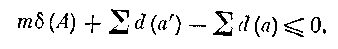 mδ (A) + ∑ d (a′) − ∑ d (a) ⩽ 0,